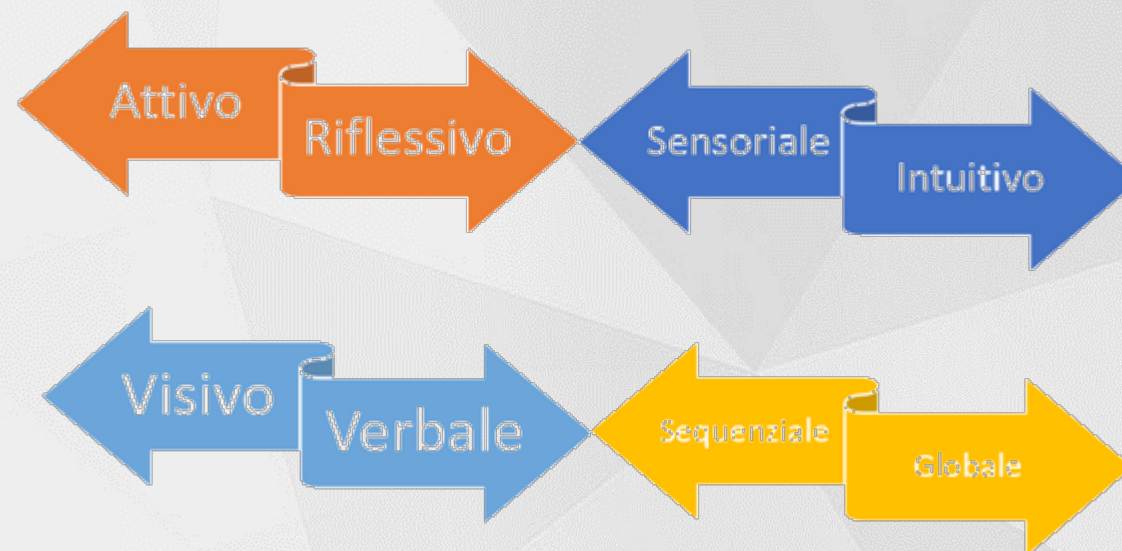 Attivo
Riflessivo
Sensoriale
Intuitivo
Visivo
Verbale
Sequenziale
Globale